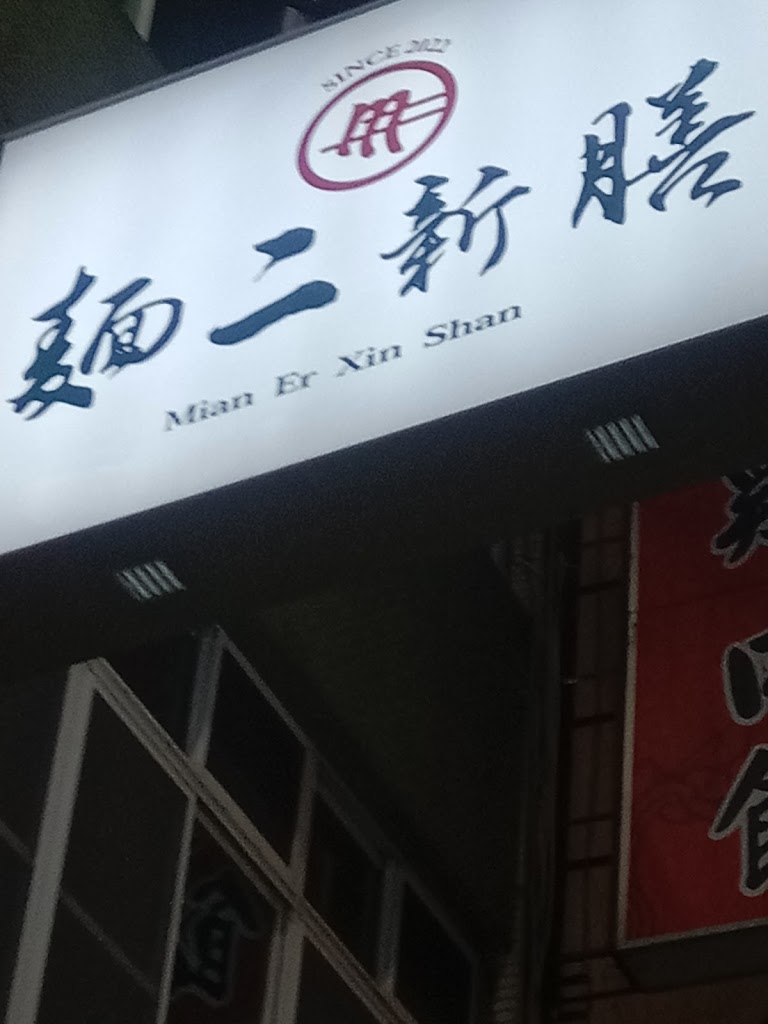 SINCE 2022
麵二新膳
Mian Er Xin Shan